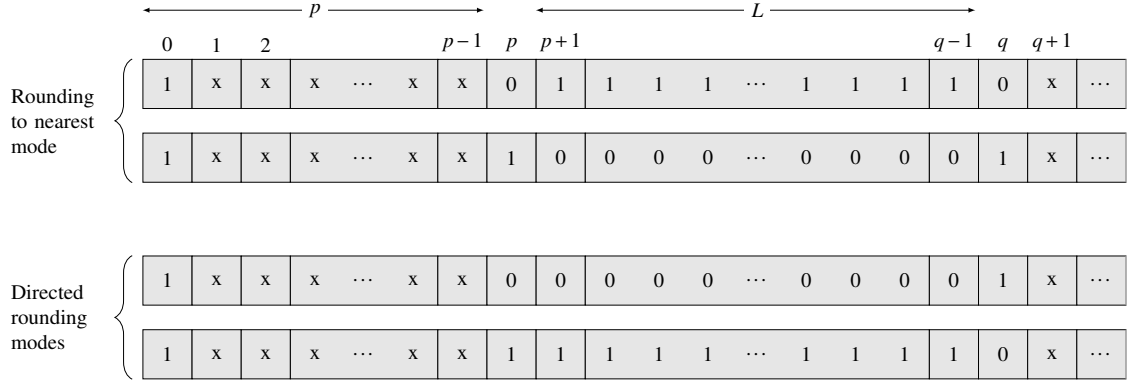 p L
0 1 2 p−1 p p+1 q−1 q q+1
Rounding to nearest mode
1 x x x ⋯ x x 0 1 1 1 1 ⋯ 1 1 1 1 0 x ⋯
1 x x x ⋯ x x 1 0 0 0 0 ⋯ 0 0 0 0 1 x ⋯
Directed rounding modes
1 x x x ⋯ x x 0 0 0 0 0 ⋯ 0 0 0 0 1 x ⋯
1 x x x ⋯ x x 1 1 1 1 1 ⋯ 1 1 1 1 0 x ⋯